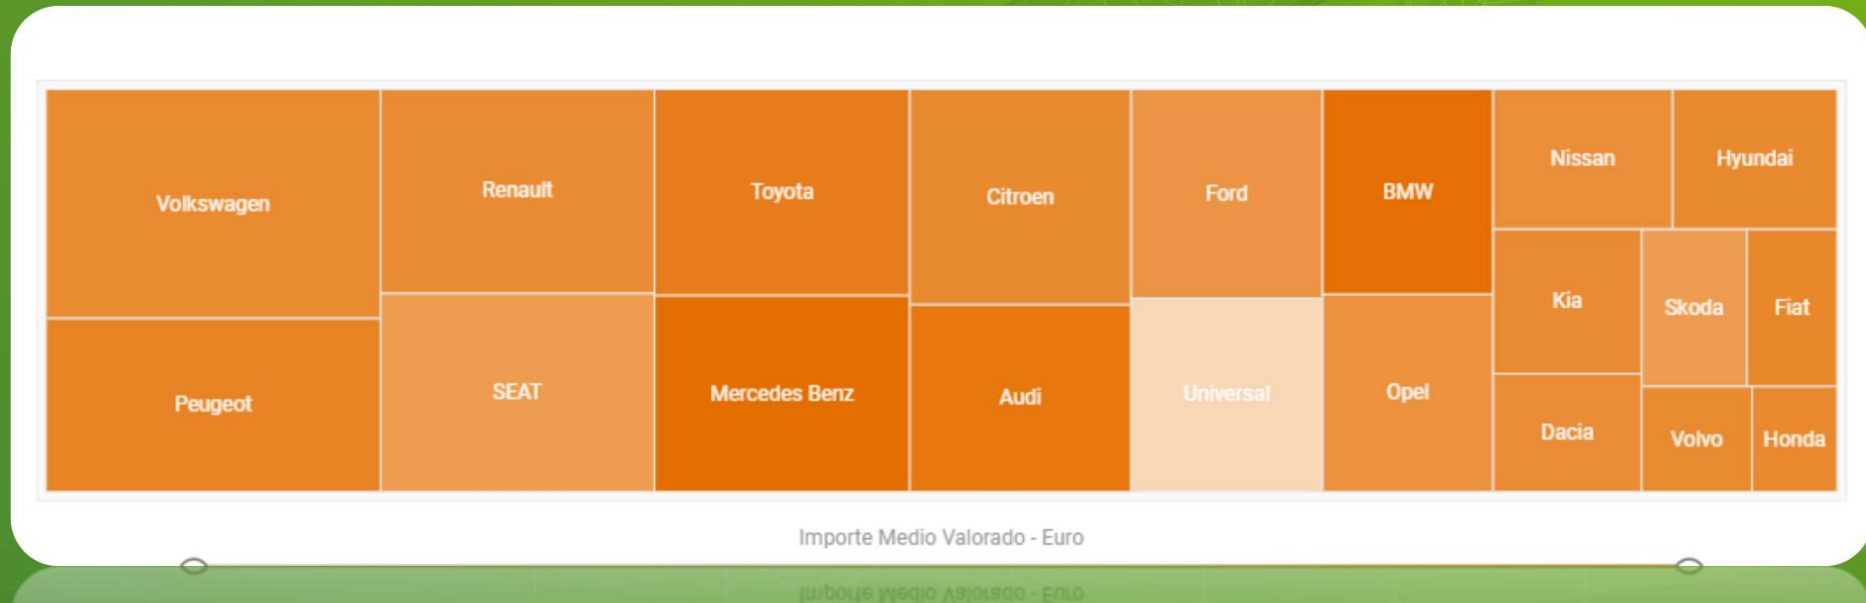 Volkswagen
Peugeot
Renault
SEAT
Toyota
Mercedes Benz
Citroen
Audi
Ford
Universal
BMW
Opel
Nissan
Hyundai
Kia
Skoda
Fiat
Dacia
Volvo
Honda
Importe Medio Valorado - Euro